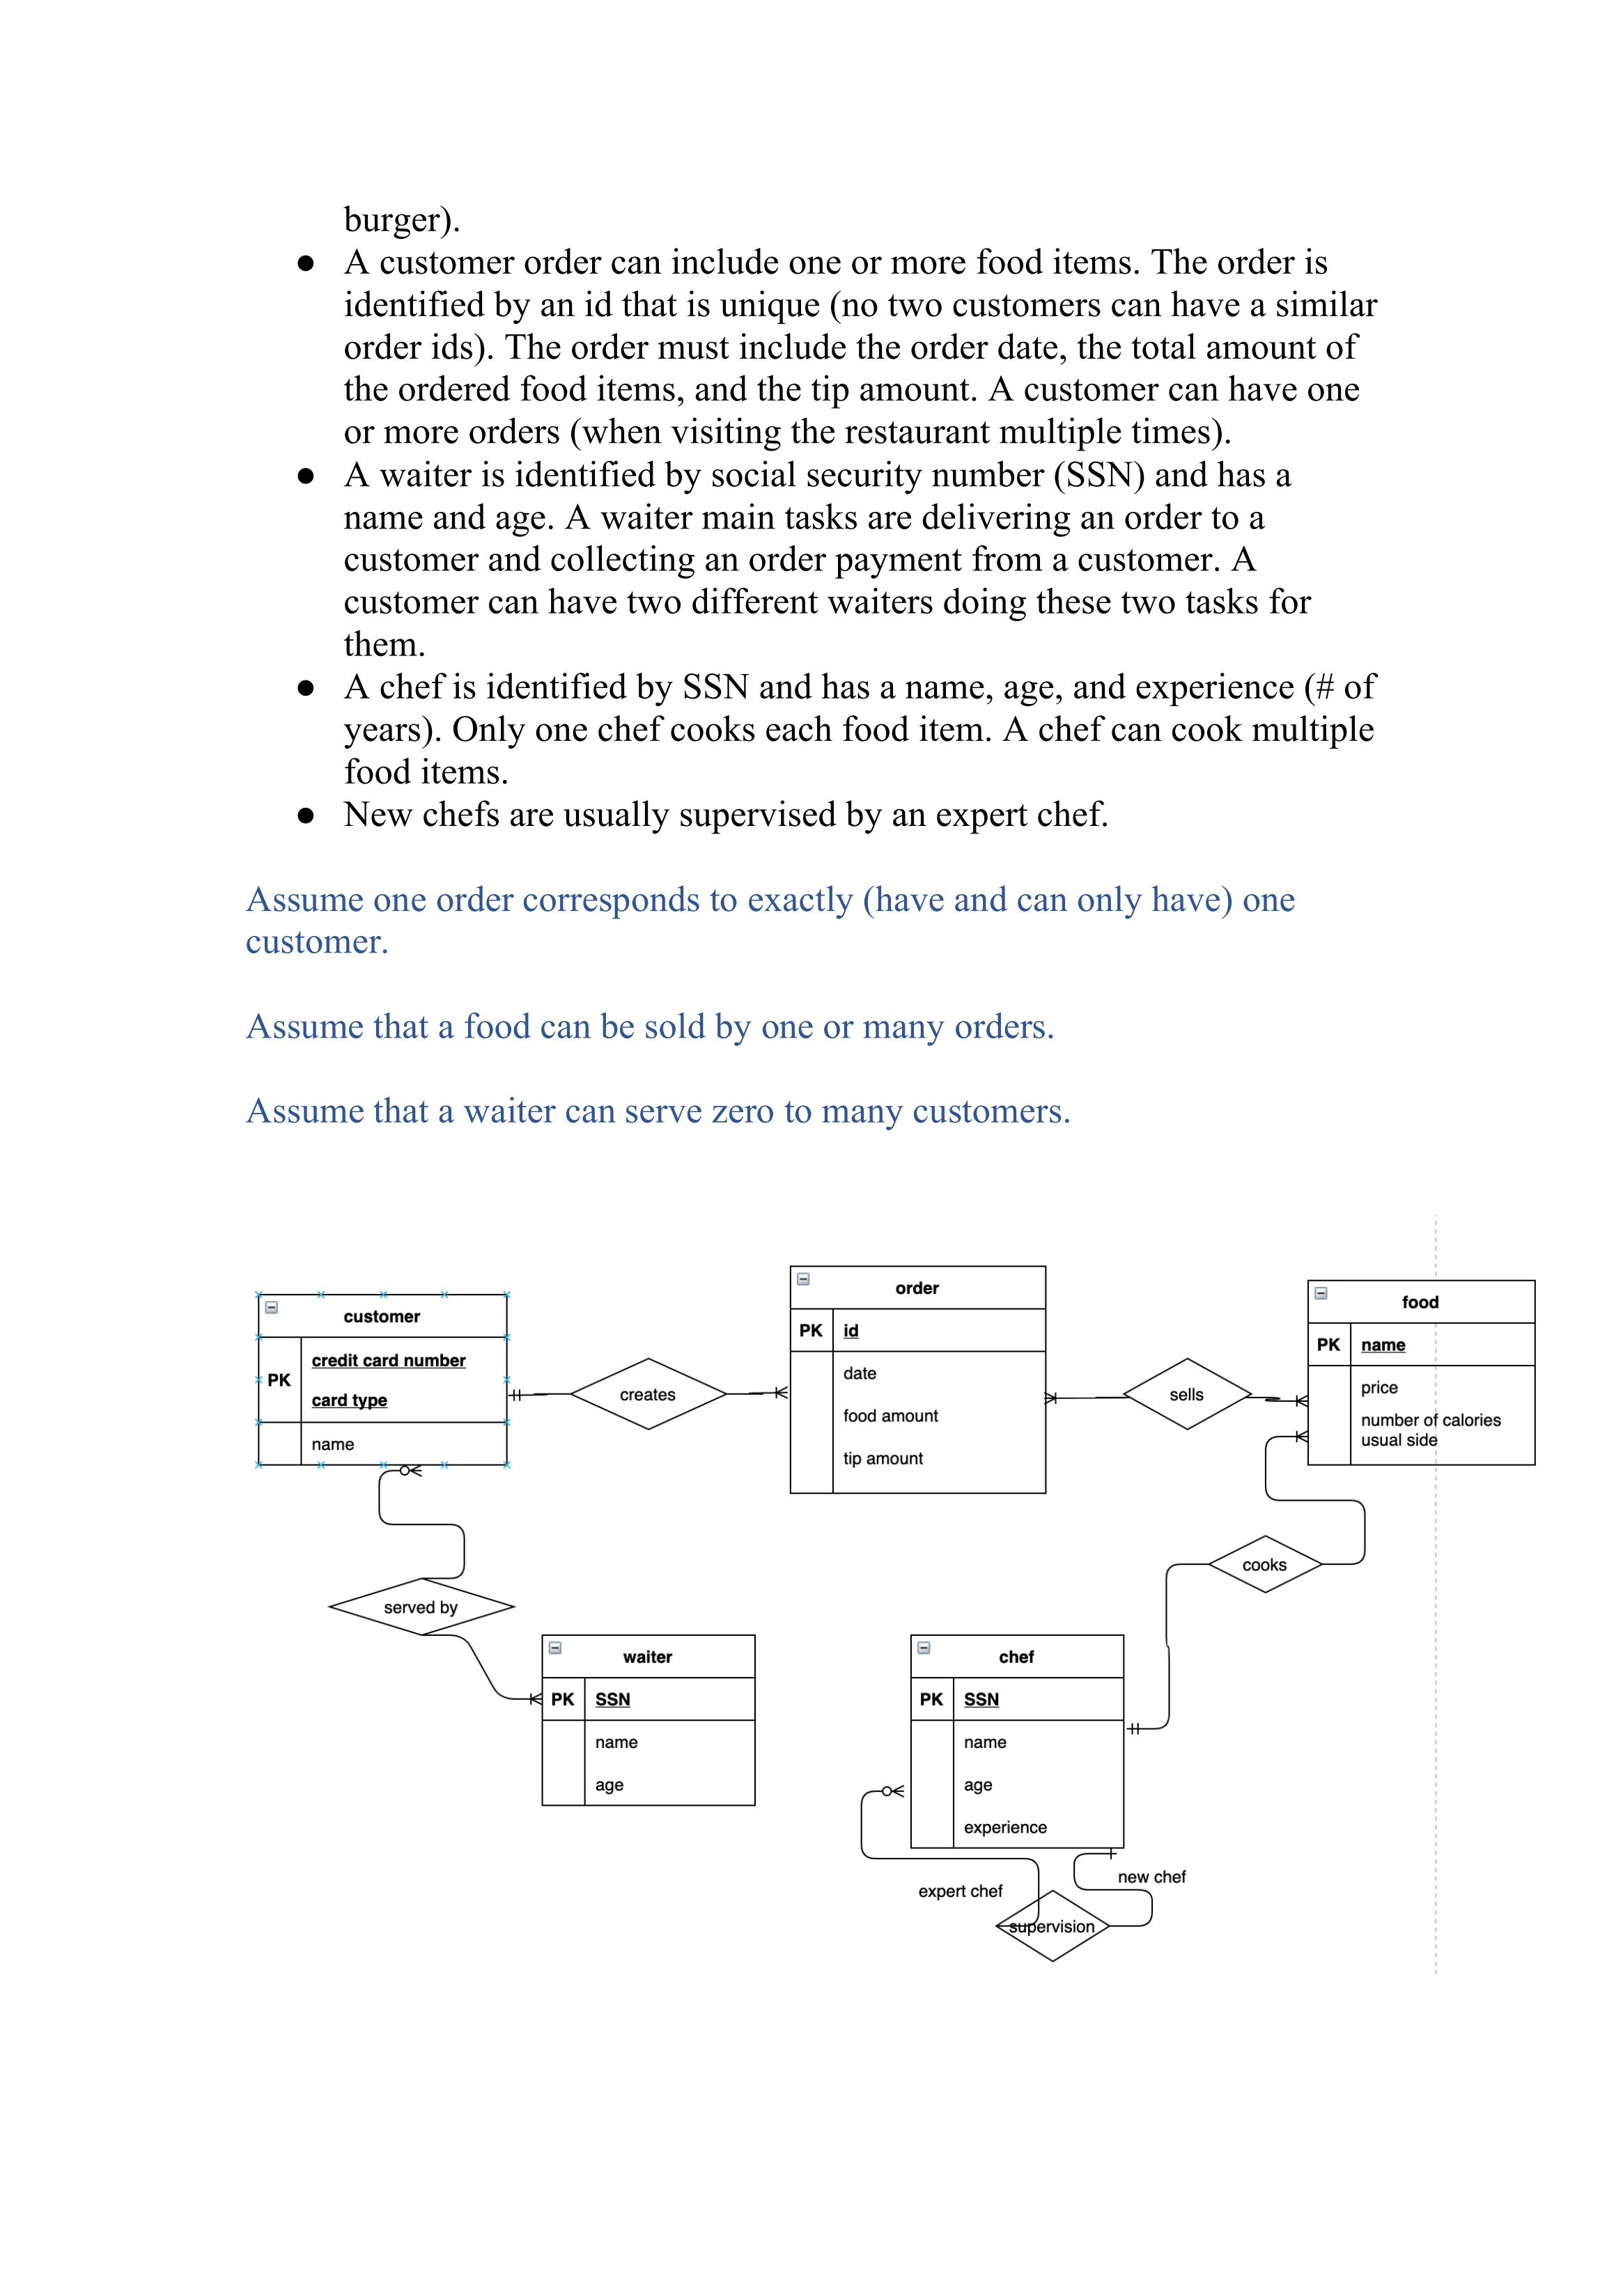 burger).
● A customer order can include one or more food items. The order is
identified by an id that is unique (no two customers can have a similar
order ids). The order must include the order date, the total amount of
the ordered food items, and the tip amount. A customer can have one
or more orders (when visiting the restaurant multiple times).
● A waiter is identified by social security number (SSN) and has a
name and age. A waiter main tasks are delivering an order to a
customer and collecting an order payment from a customer. A
customer can have two different waiters doing these two tasks for
them.
● A chef is identified by SSN and has a name, age, and experience (# of
years). Only one chef cooks each food item. A chef can cook multiple
food items.
● New chefs are usually supervised by an expert chef.
Assume one order corresponds to exactly (have and can only have) one
customer.
Assume that a food can be sold by one or many orders.
Assume that a waiter can serve zero to many customers.
customer
PK
credit card number
card type
name
creates
order
PK id
date
food amount
tip amount
sells
food
PK name
price
number of calories
usual side
cooks
served by
waiter
PK SSN
name
age
chef
PK SSN
name
age
experience
expert chef
new chef
supervision